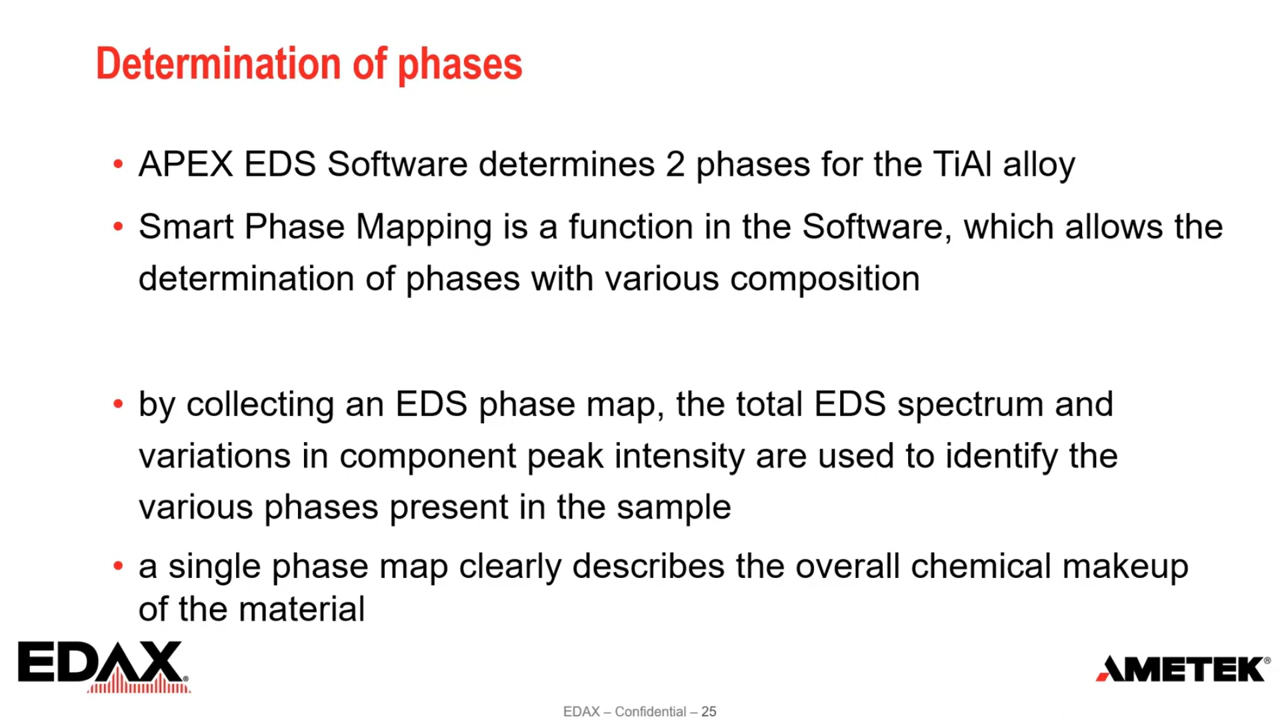 Determination of phases
• APEX EDS Software determines 2 phases for the TiAl alloy
• Smart Phase Mapping is a function in the Software, which allows the
determination of phases with various composition
• by collecting an EDS phase map, the total EDS spectrum and
variations in component peak intensity are used to identify the
various phases present in the sample
• a single phase map clearly describes the overall chemical makeup
of the material
EDAX®
AMETEK®
EDAX – Confidential – 25